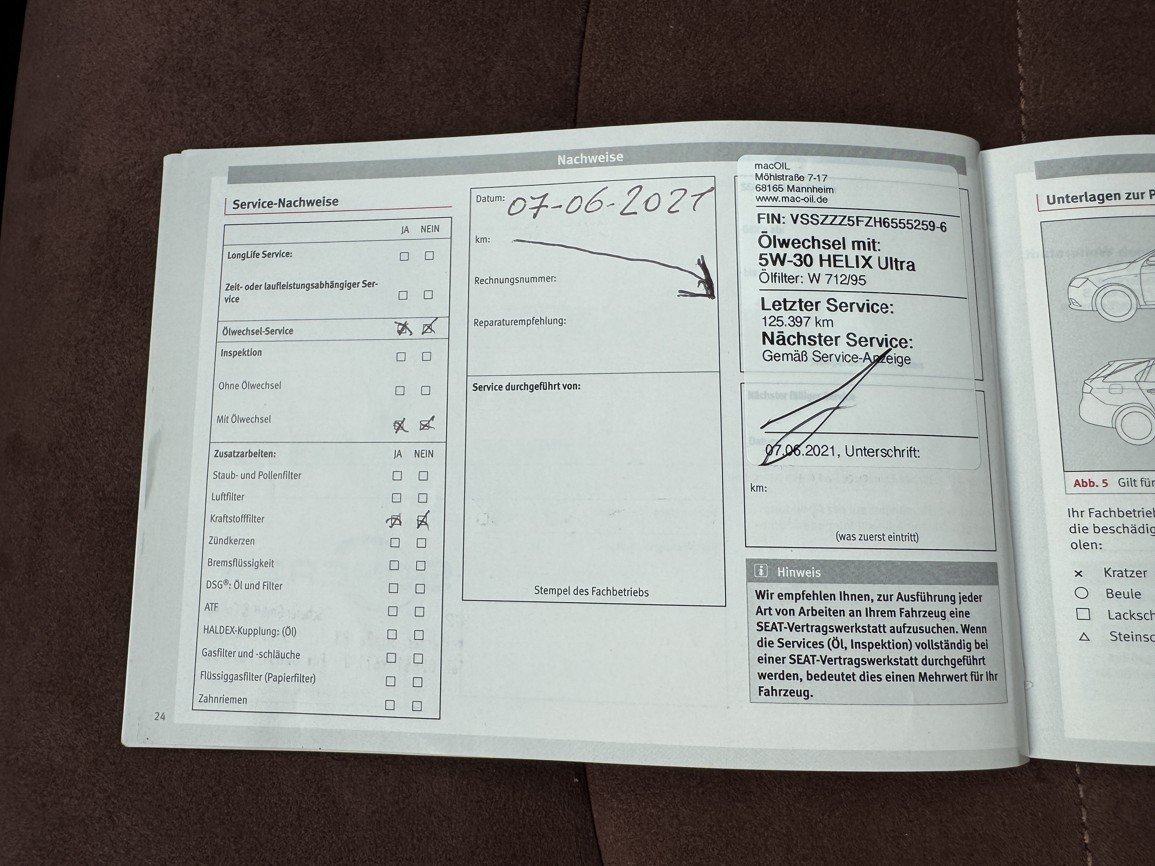 Nachweise
Service-Nachweise
JA NEIN
LongLife Service:
Zeit- oder laufleistungsabhängiger Ser-
vice
Ölwechsel-Service
Inspektion
Ohne Ölwechsel
Mit Ölwechsel
Zusatzarbeiten: JA NEIN
Staub- und Pollenfilter
Luftfilter
Kraftstofffilter
Zündkerzen
Bremsflüssigkeit
DSG®: Öl und Filter
ATF
HALDEX-Kupplung: (Öl)
Gasfilter und -schläuche
Flüssiggasfilter (Papierfilter)
Zahnriemen
24
Datum: 07-06-2021
km:
Rechnungsnummer:
Reparaturempfehlung:
Service durchgeführt von:
Stempel des Fachbetriebs
macOIL
Möhlstraße 7-17
68165 Mannheim
www.mac-oil.de
FIN: VSSZZZ5FZH6555259-6
Ölwechsel mit:
5W-30 HELIX Ultra
Ölfilter: W 712/95
Letzter Service:
125.397 km
Nächster Service:
Gemäß Service-Anzeige
07.06.2021, Unterschrift:
km:
(was zuerst eintritt)
Hinweis
Wir empfehlen Ihnen, zur Ausführung jeder
Art von Arbeiten an Ihrem Fahrzeug eine
SEAT-Vertragswerkstatt aufzusuchen. Wenn
die Services (Öl, Inspektion) vollständig bei
einer SEAT-Vertragswerkstatt durchgeführt
werden, bedeutet dies einen Mehrwert für Ihr
Fahrzeug.
Unterlagen zur P
Abb. 5 Gilt für
Ihr Fachbetrieb
die beschädig
olen:
Kratzer
Beule
Lacksch
Steinsc